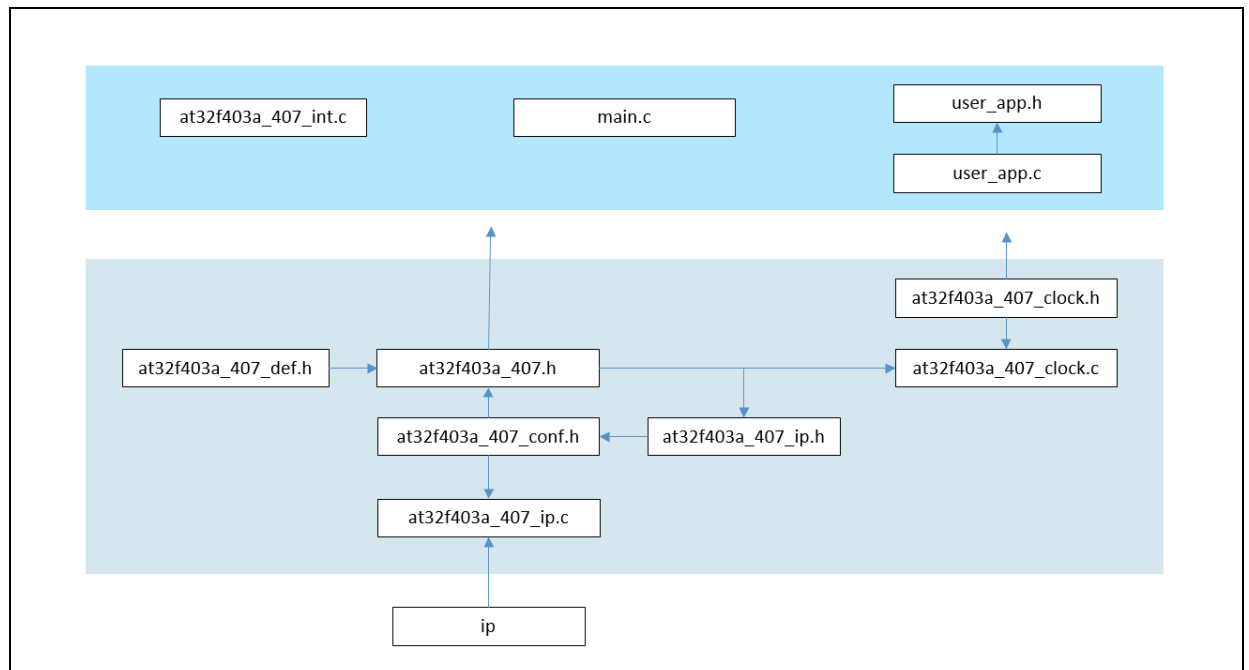 at32f403a_407_int.c
main.c
user_app.h
user_app.c
at32f403a_407_clock.h
at32f403a_407_def.h
at32f403a_407.h
at32f403a_407_clock.c
at32f403a_407_conf.h
at32f403a_407_ip.h
at32f403a_407_ip.c
ip